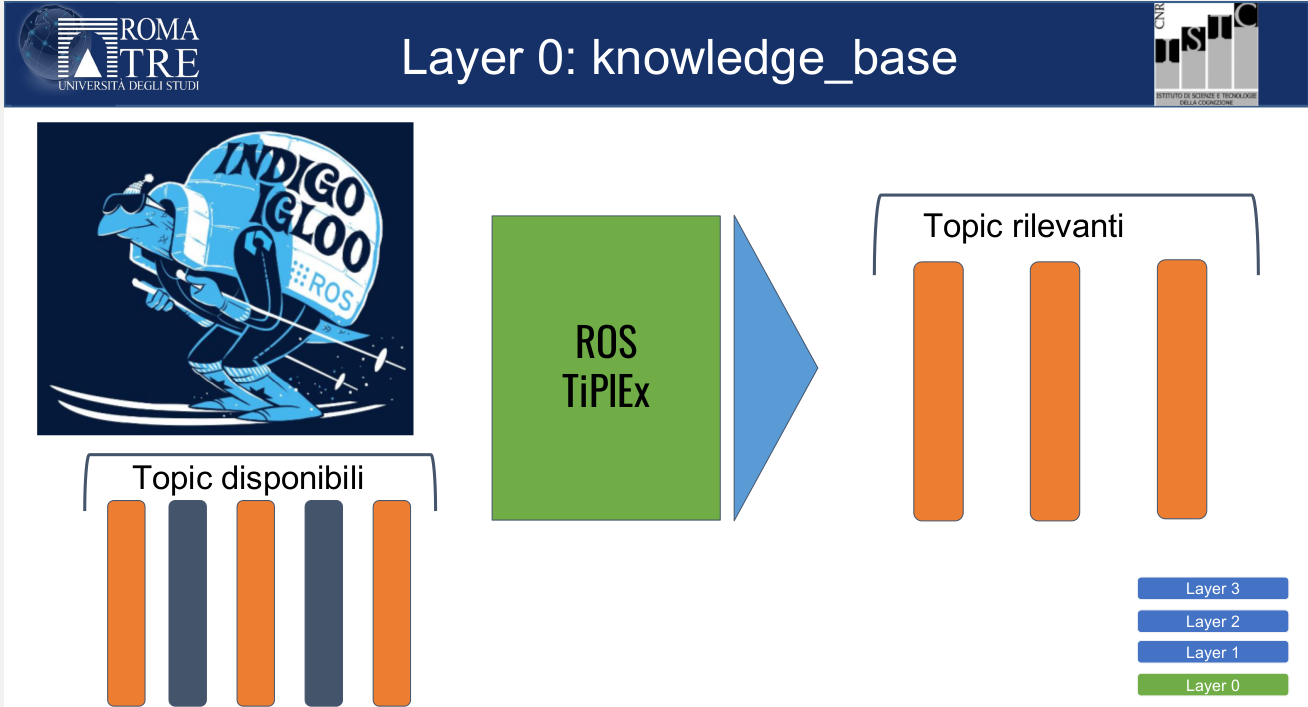 ROMA
TRE
UNIVERSITÀ DEGLI STUDI
Layer 0: knowledge_base
CNR
ISTC
ISTITUTO DI SCIENZE E TECNOLOGIE
DELLA COGNIZIONE
INDIGO
IGLOO
ROS
Topic disponibili
ROS
TiPlEx
Topic rilevanti
Layer 3
Layer 2
Layer 1
Layer 0